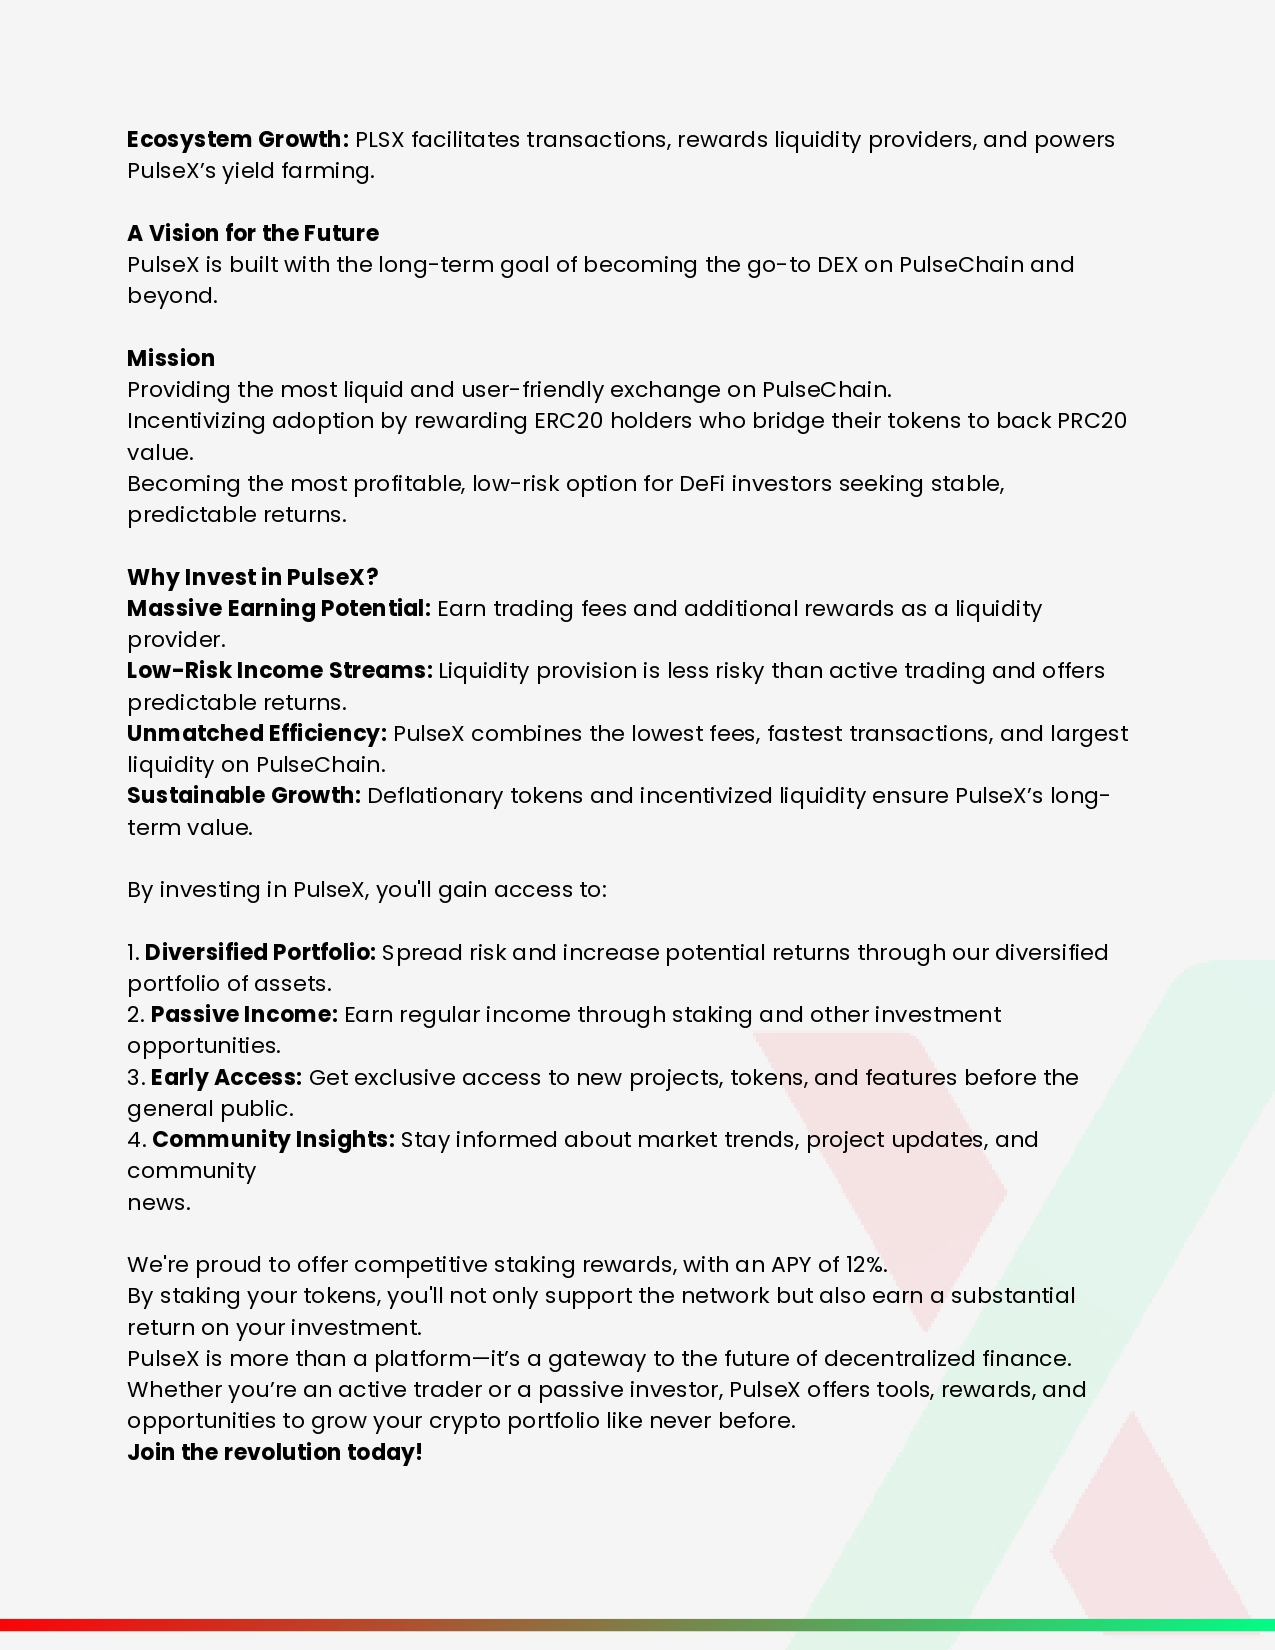 Ecosystem Growth: PLSX facilitates transactions, rewards liquidity providers, and powers
PulseX’s yield farming.
A Vision for the Future
PulseX is built with the long-term goal of becoming the go-to DEX on PulseChain and
beyond.
Mission
Providing the most liquid and user-friendly exchange on PulseChain.
Incentivizing adoption by rewarding ERC20 holders who bridge their tokens to back PRC20
value.
Becoming the most profitable, low-risk option for DeFi investors seeking stable,
predictable returns.
Why Invest in PulseX?
Massive Earning Potential: Earn trading fees and additional rewards as a liquidity
provider.
Low-Risk Income Streams: Liquidity provision is less risky than active trading and offers
predictable returns.
Unmatched Efficiency: PulseX combines the lowest fees, fastest transactions, and largest
liquidity on PulseChain.
Sustainable Growth: Deflationary tokens and incentivized liquidity ensure PulseX’s long-
term value.
By investing in PulseX, you'll gain access to:
1. Diversified Portfolio: Spread risk and increase potential returns through our diversified
portfolio of assets.
2. Passive Income: Earn regular income through staking and other investment
opportunities.
3. Early Access: Get exclusive access to new projects, tokens, and features before the
general public.
4. Community Insights: Stay informed about market trends, project updates, and
community
news.
We're proud to offer competitive staking rewards, with an APY of 12%.
By staking your tokens, you'll not only support the network but also earn a substantial
return on your investment.
PulseX is more than a platform—it’s a gateway to the future of decentralized finance.
Whether you’re an active trader or a passive investor, PulseX offers tools, rewards, and
opportunities to grow your crypto portfolio like never before.
Join the revolution today!